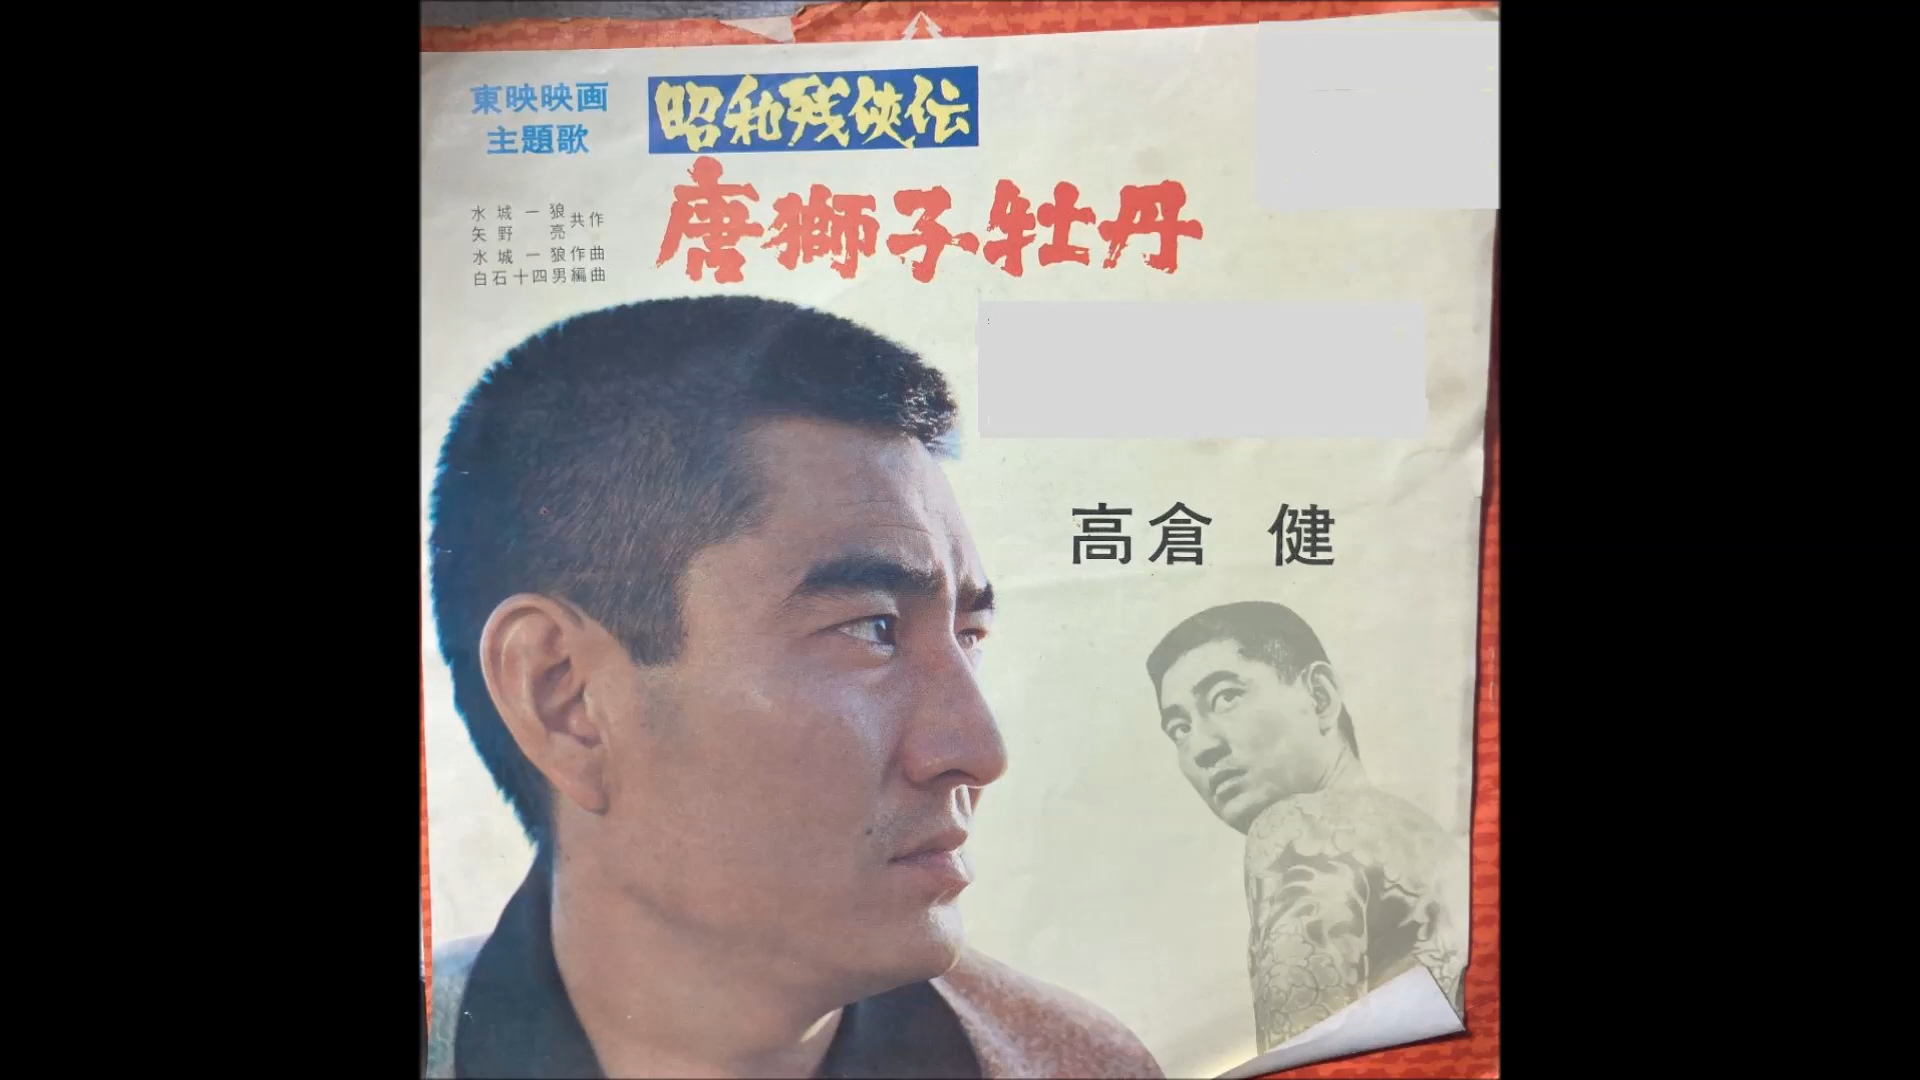 東映映画
主題歌
昭和残侠伝
唐獅子牡丹
水城一狼
矢野 亮 共作
水城一狼作曲
白石十四男編曲
高倉 健